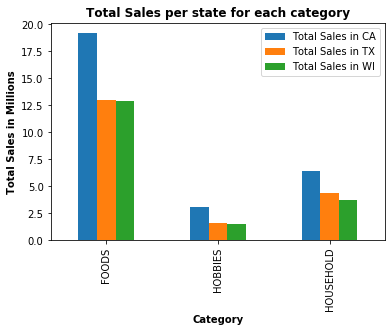 Total Sales per state for each category
Total Sales in Millions
20.0
17.5
15.0
12.5
10.0
7.5
5.0
2.5
0.0
Total Sales in CA
Total Sales in TX
Total Sales in WI
FOODS
HOBBIES
HOUSEHOLD
Category